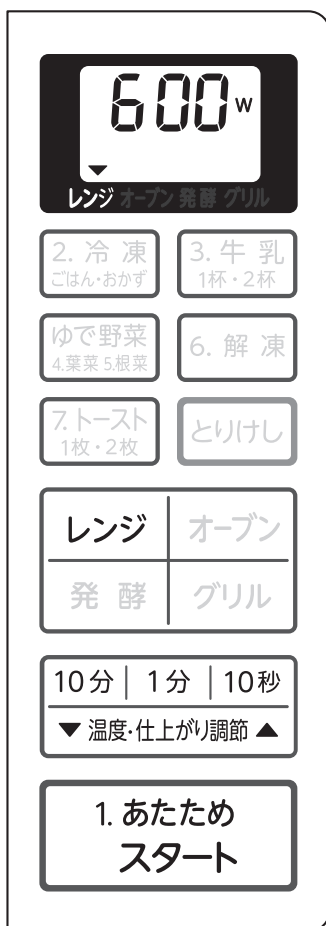 600W
▼
レンジ オーブン 発酵 グリル
2. 冷凍
ごはん・おかず
3. 牛乳
1杯・2杯
ゆで野菜
4.葉菜 5.根菜
6. 解凍
7. トースト
1枚・2枚
とりけし
レンジ
オーブン
発酵
グリル
10分 | 1分 | 10秒
▼ 温度・仕上がり調節 ▲
1. あたため
スタート